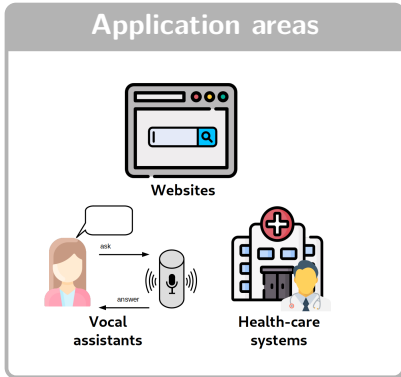 Application areas
Websites
ask
answer
Vocal
assistants
Health-care
systems